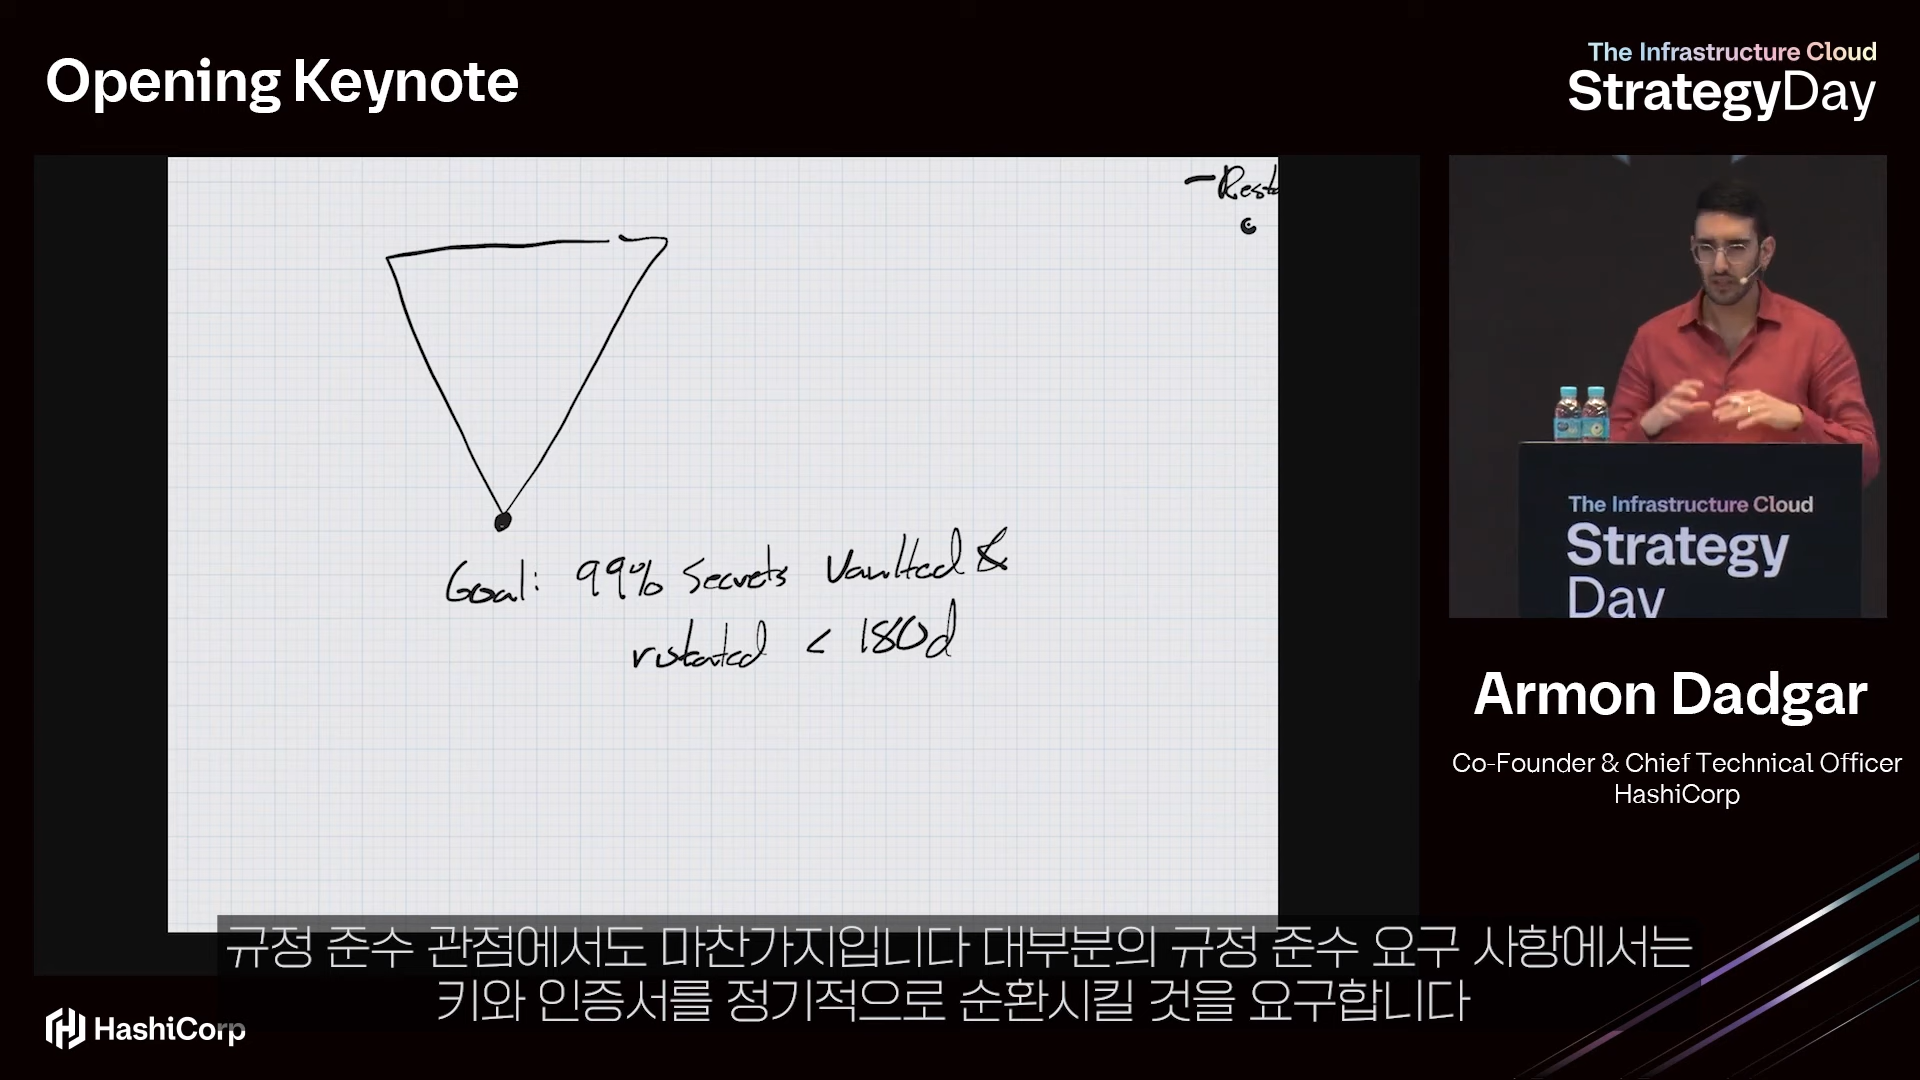 Opening Keynote
The Infrastructure Cloud
StrategyDay
Goal: 99% Secrets Vaulted &
rotated < 180d
The Infrastructure Cloud
Strategy
Day
Armon Dadgar
Co-Founder & Chief Technical Officer
HashiCorp
규정 준수 관점에서도 마찬가지입니다 대부분의 규정 준수 요구 사항에서는
키와 인증서를 정기적으로 순환시킬 것을 요구합니다
HashiCorp